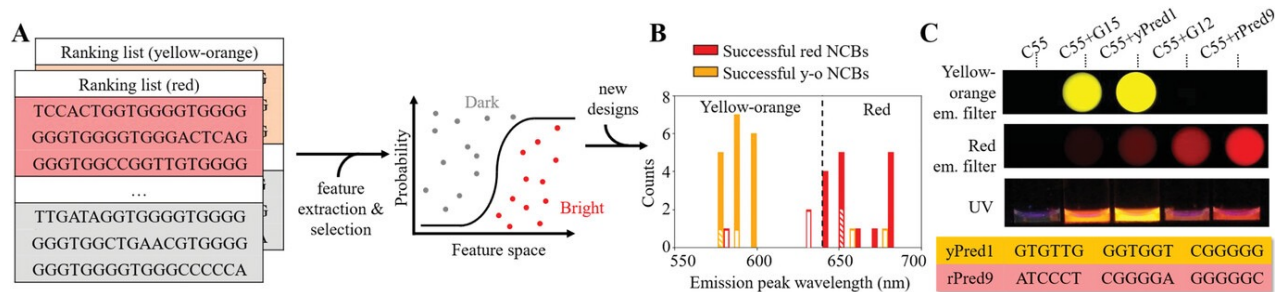 A
Ranking list (yellow-orange)
Ranking list (red)
TCCACTGGTGGGGTGGGG
GGGTGGGGTGGGACTCAG
GGGTGGCCGGTTGTGGGG
...
TTGATAGGTGGGGTGGGG
GGGTGGCTGAACGTGGGG
GGGTGGGGTGGGCCCCCA
feature
extraction &
selection
Probability
Dark
Bright
Feature space
new
designs
B
Successful red NCBs
Successful y-o NCBs
Yellow-orange
Red
Counts
8
6
4
2
0
550
600
650
700
Emission peak wavelength (nm)
C
C55
C55+G15
C55+yPred1
C55+G12
C55+rPred9
Yellow-
orange
em. filter
Red
em. filter
UV
yPred1 GTGTTG GGTGGT CGGGGG
rPred9 ATCCCT CGGGGA GGGGGC